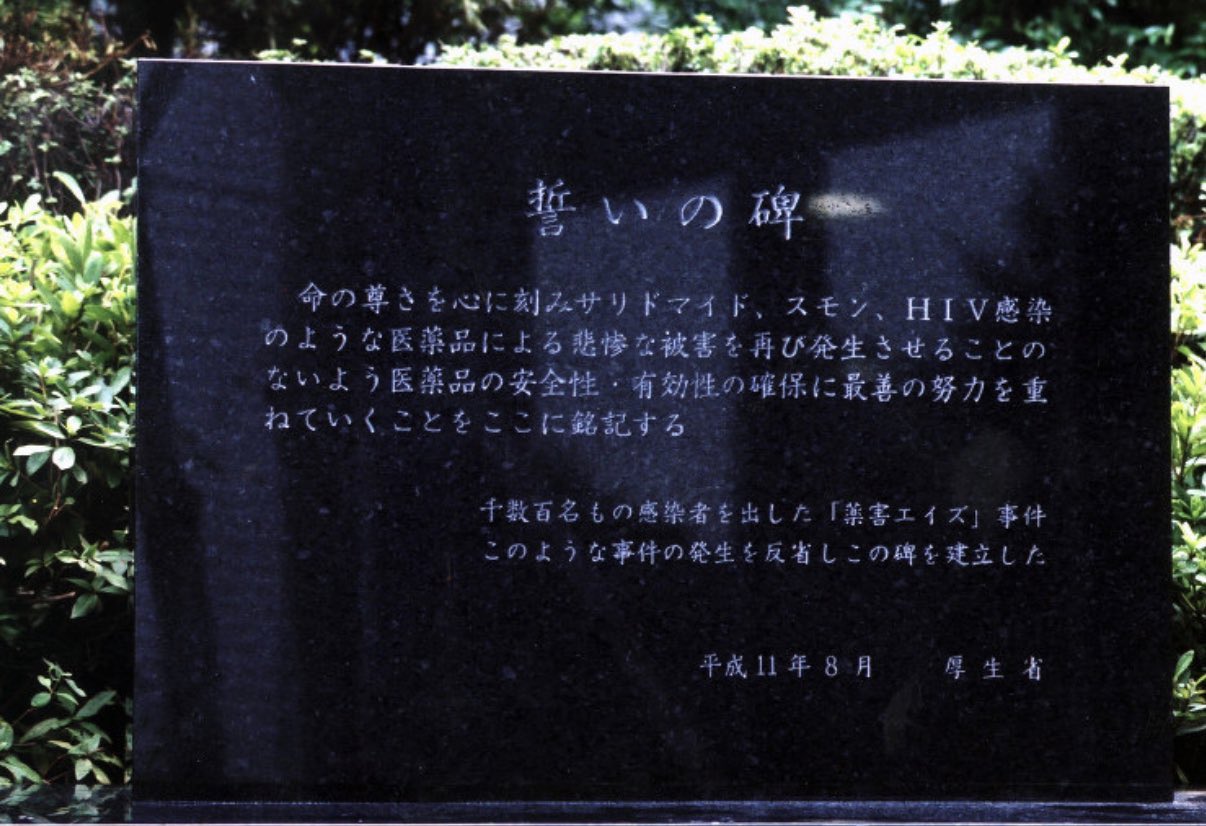 誓いの碑
命の尊さを心に刻みサリドマイド、スモン、ＨＩＶ感染
のような医薬品による悲惨な被害を再び発生させることの
ないよう医薬品の安全性・有効性の確保に最善の努力を重
ねていくことをここに銘記する
千数百名もの感染者を出した「薬害エイズ」事件
このような事件の発生を反省しこの碑を建立した
平成11年８月　厚生省